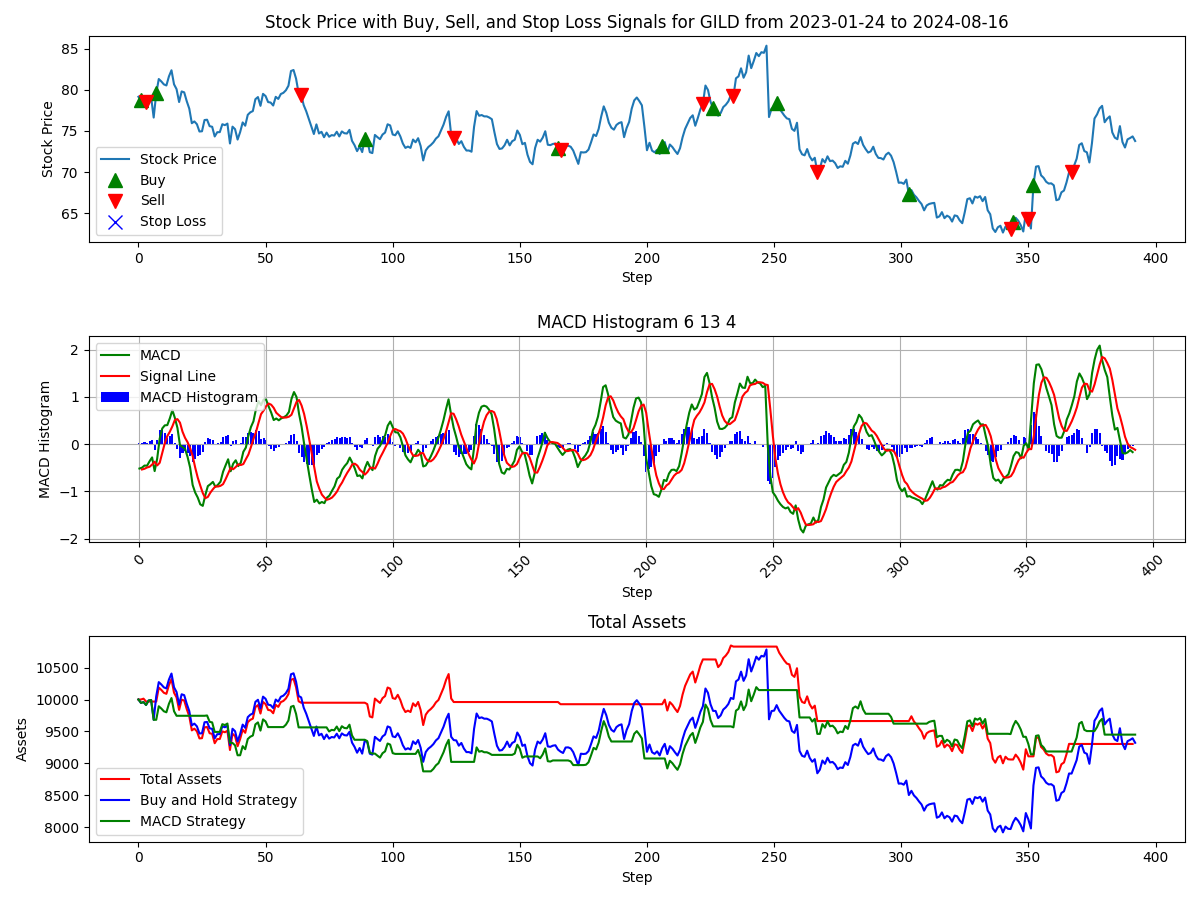 Stock Price with Buy, Sell, and Stop Loss Signals for GILD from 2023-01-24 to 2024-08-16
85
80
75
70
65
Stock Price
Stock Price
Buy
Sell
Stop Loss
0 50 100 150 200 250 300 350 400
Step
MACD Histogram 6 13 4
2
1
0
−1
−2
MACD Histogram
MACD
Signal Line
MACD Histogram
0 50 100 150 200 250 300 350 400
Step
Total Assets
10500
10000
9500
9000
8500
8000
Assets
Total Assets
Buy and Hold Strategy
MACD Strategy
0 50 100 150 200 250 300 350 400
Step